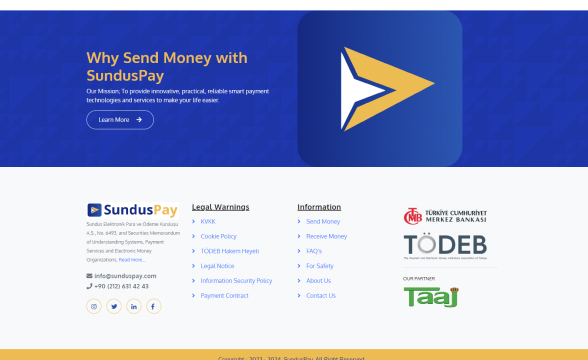 Why Send Money with
SundusPay
Our Mission; To provide innovative, practical, reliable smart payment
technologies and services to make your life easier.
Learn More
SundusPay
Sundus Elektronik Para ve Ödeme Kuruluşu
A.Ş., No. 6493, and Securities Memorandum
of Understanding Systems, Payment
Services and Electronic Money
Organizations. Read more...
info@sunduspay.com
+90 (212) 631 42 43
Legal Warnings
KVKK
Cookie Policy
TODEB Hakem Heyeti
Legal Notice
Information Security Policy
Payment Contract
Information
Send Money
Receive Money
FAQ's
For Safety
About Us
Contact Us
TCMB
TÜRKİYE CUMHURİYET
MERKEZ BANKASI
TÖDEB
OUR PARTNER
Taaj
Copyright - 2022 - 2024, SundusPay. All Right Reserved.